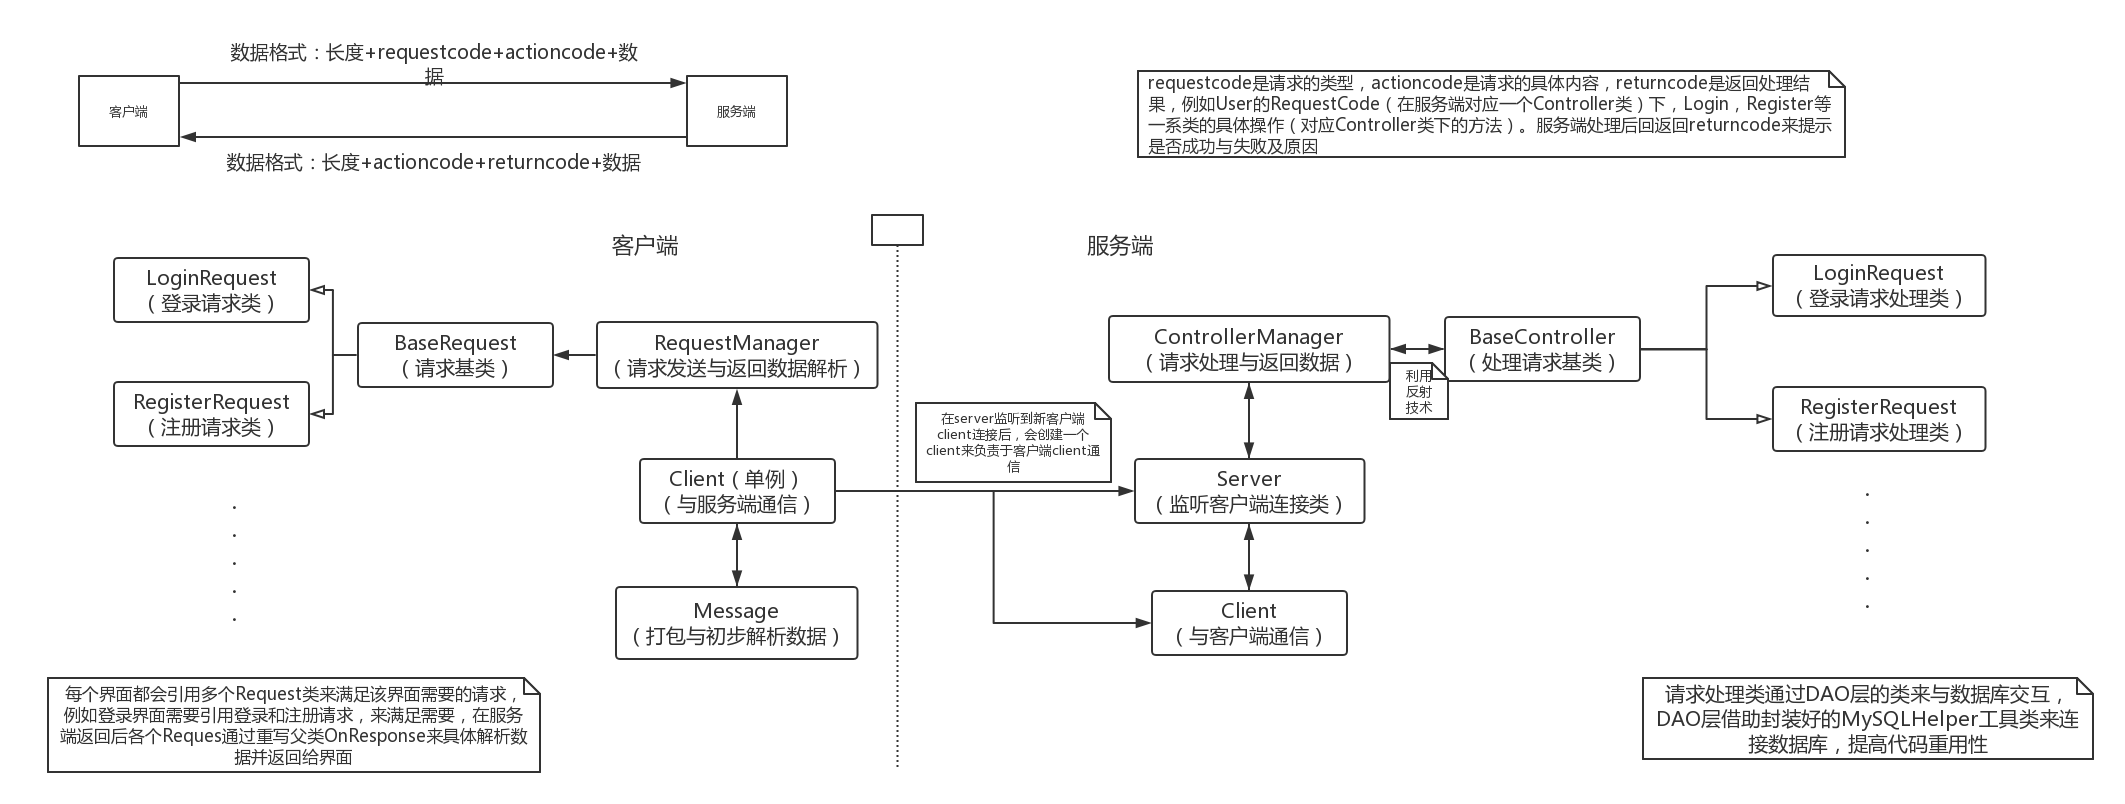 数据格式：长度+requestcode+actioncode+数
据
客户端
服务端
数据格式：长度+actioncode+returncode+数据
requestcode是请求的类型，actioncode是请求的具体内容，returncode是返回处理结
果，例如User的RequestCode（在服务端对应一个Controller类）下，Login，Register等
一系类的具体操作（对应Controller类下的方法）。服务端处理后回返回returncode来提示
是否成功与失败及原因
客户端
服务端
LoginRequest
（登录请求类）
BaseRequest
（请求基类）
RequestManager
（请求发送与返回数据解析）
RegisterRequest
（注册请求类）
Client（单例）
（与服务端通信）
Message
（打包与初步解析数据）
在server监听到新客户端
client连接后，会创建一个
client来负责于客户端client通
信
ControllerManager
（请求处理与返回数据）
利用
反射
技术
BaseController
（处理请求基类）
LoginRequest
（登录请求处理类）
RegisterRequest
（注册请求处理类）
Server
（监听客户端连接类）
Client
（与客户端通信）
每个界面都会引用多个Request类来满足该界面需要的请求，
例如登录界面需要引用登录和注册请求，来满足需要，在服务
端返回后各个Reques通过重写父类OnResponse来具体解析数
据并返回给界面
请求处理类通过DAO层的类来与数据库交互，
DAO层借助封装好的MySQLHelper工具类来连
接数据库，提高代码重用性